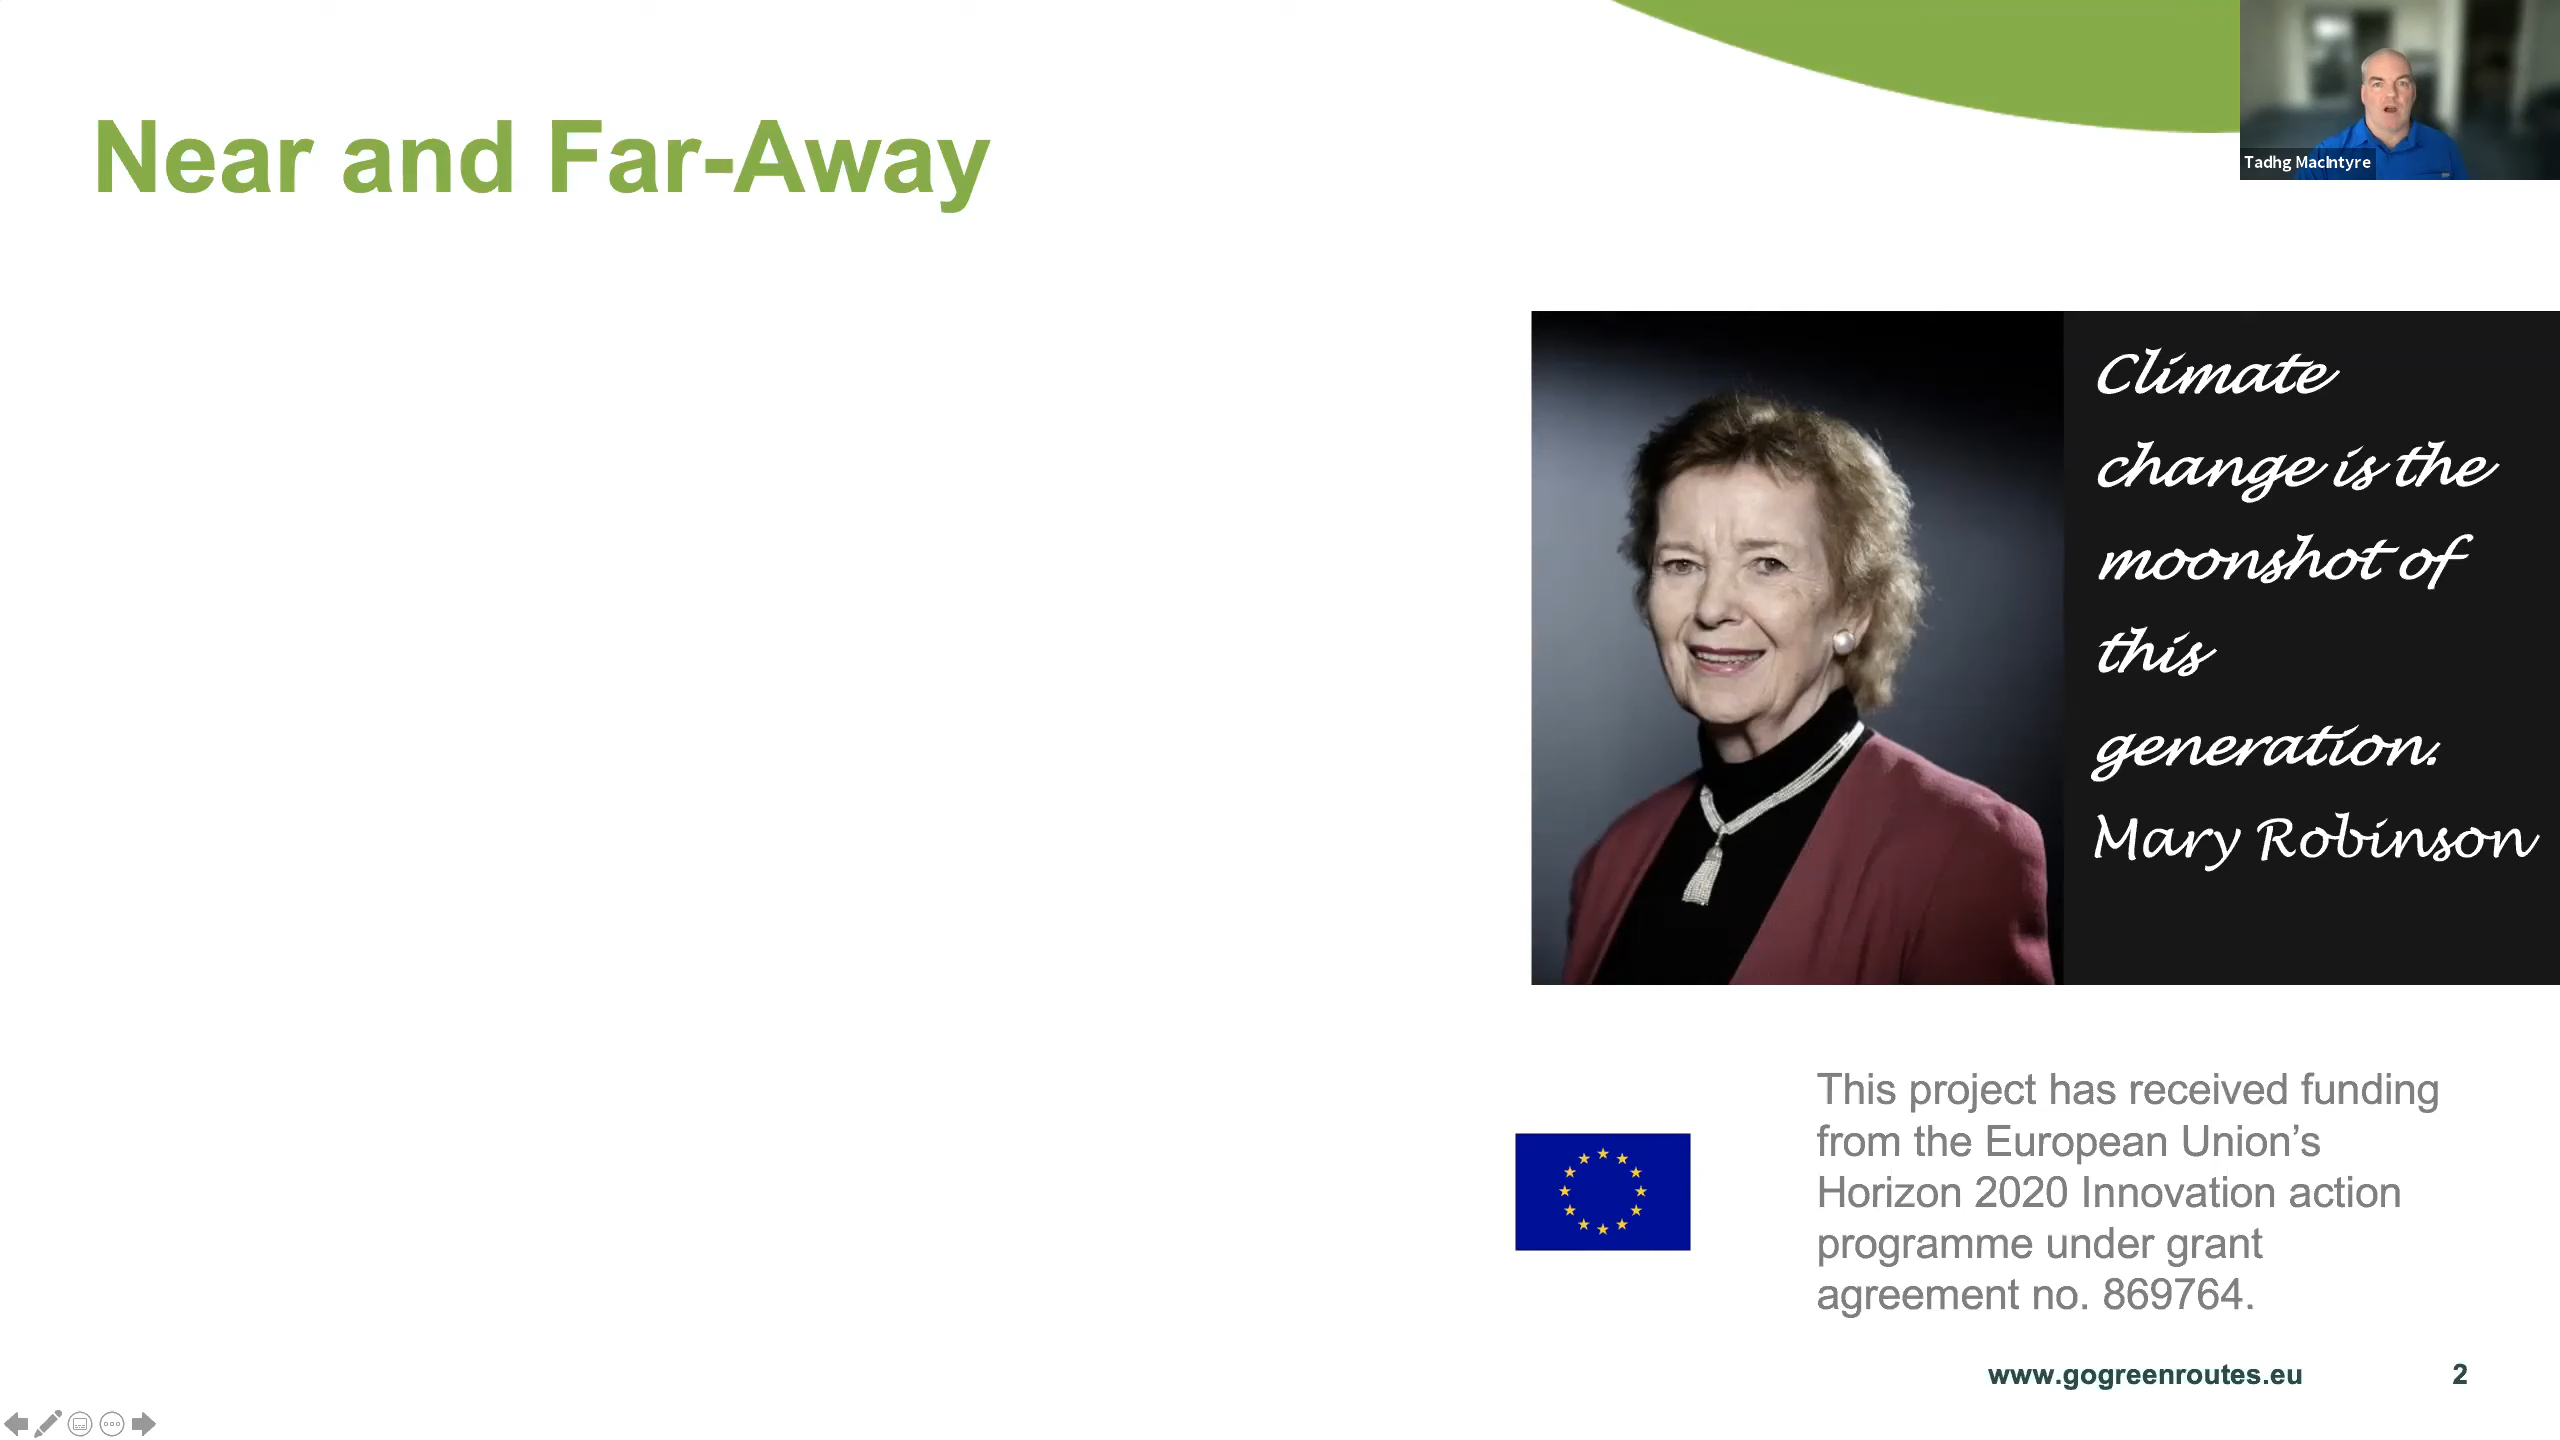 Near and Far-Away
Tadhg MacIntyre
Climate
change is the
moonshot of
this
generation.
Mary Robinson
This project has received funding
from the European Union’s
Horizon 2020 Innovation action
programme under grant
agreement no. 869764.
www.gogreenroutes.eu
2